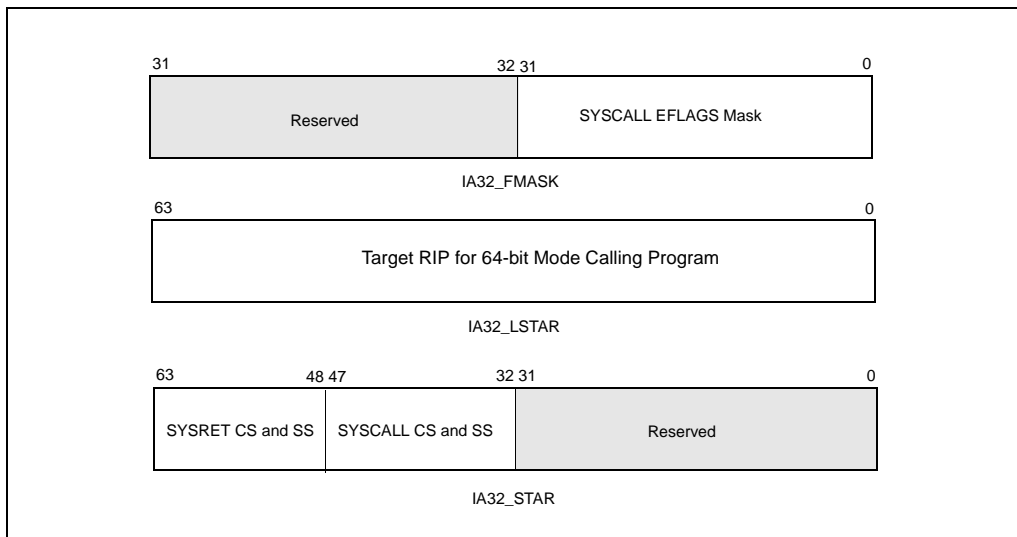 31 32 31 0
Reserved SYSCALL EFLAGS Mask
IA32_FMASK
63 0
Target RIP for 64-bit Mode Calling Program
IA32_LSTAR
63 48 47 32 31 0
SYSRET CS and SS SYSCALL CS and SS Reserved
IA32_STAR